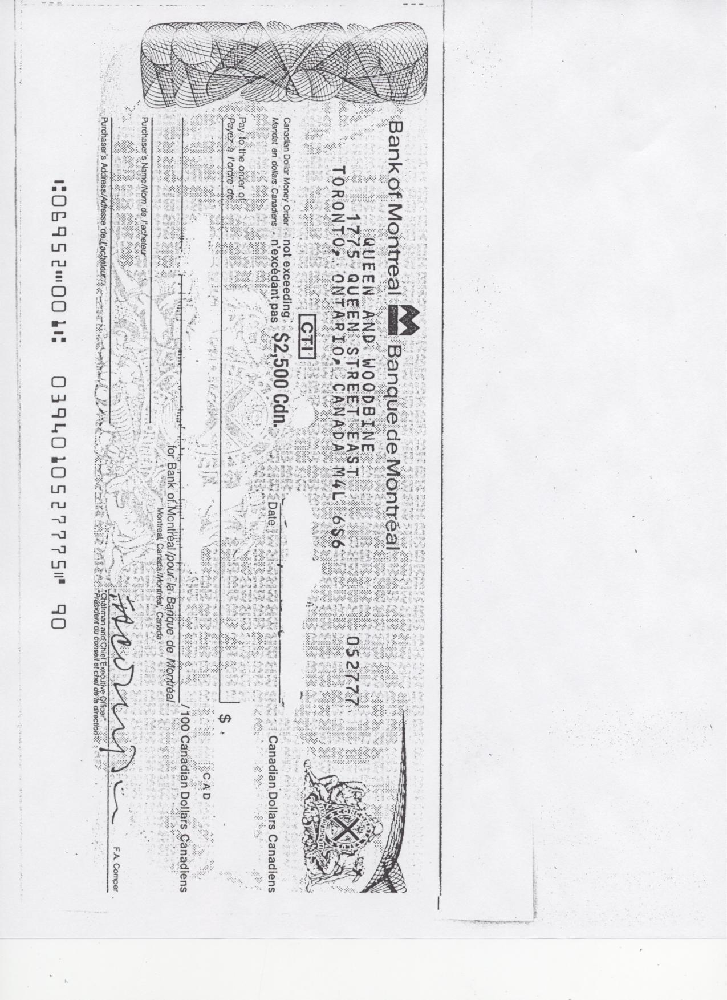 Bank of Montreal Banque de Montréal
QUEEN AND WOODBINE
1775 QUEEN STREET EAST 052777
TORONTO, ONTARIO, CANADA M4L 6S6
CTI
Canadian Dollar Money Order - not exceeding
Mandat en dollars Canadiens - n'excédant pas $2,500 Cdn.
Date
Canadian Dollars Canadiens
Pay to the order of
Payez à l'ordre de
$
CAD
/100 Canadian Dollars Canadiens
for Bank of Montreal/pour la Banque de Montréal
Montreal, Canada/Montréal, Canada
Purchaser's Name/Nom de l'acheteur
F.A. Comper
Purchaser's Address/Adresse de l'acheteur
"Chairman and Chief Executive Officer"
"Président du conseil et chef de la direction"
⑆06952⑈001⑆ 0394010527775⑈ 90